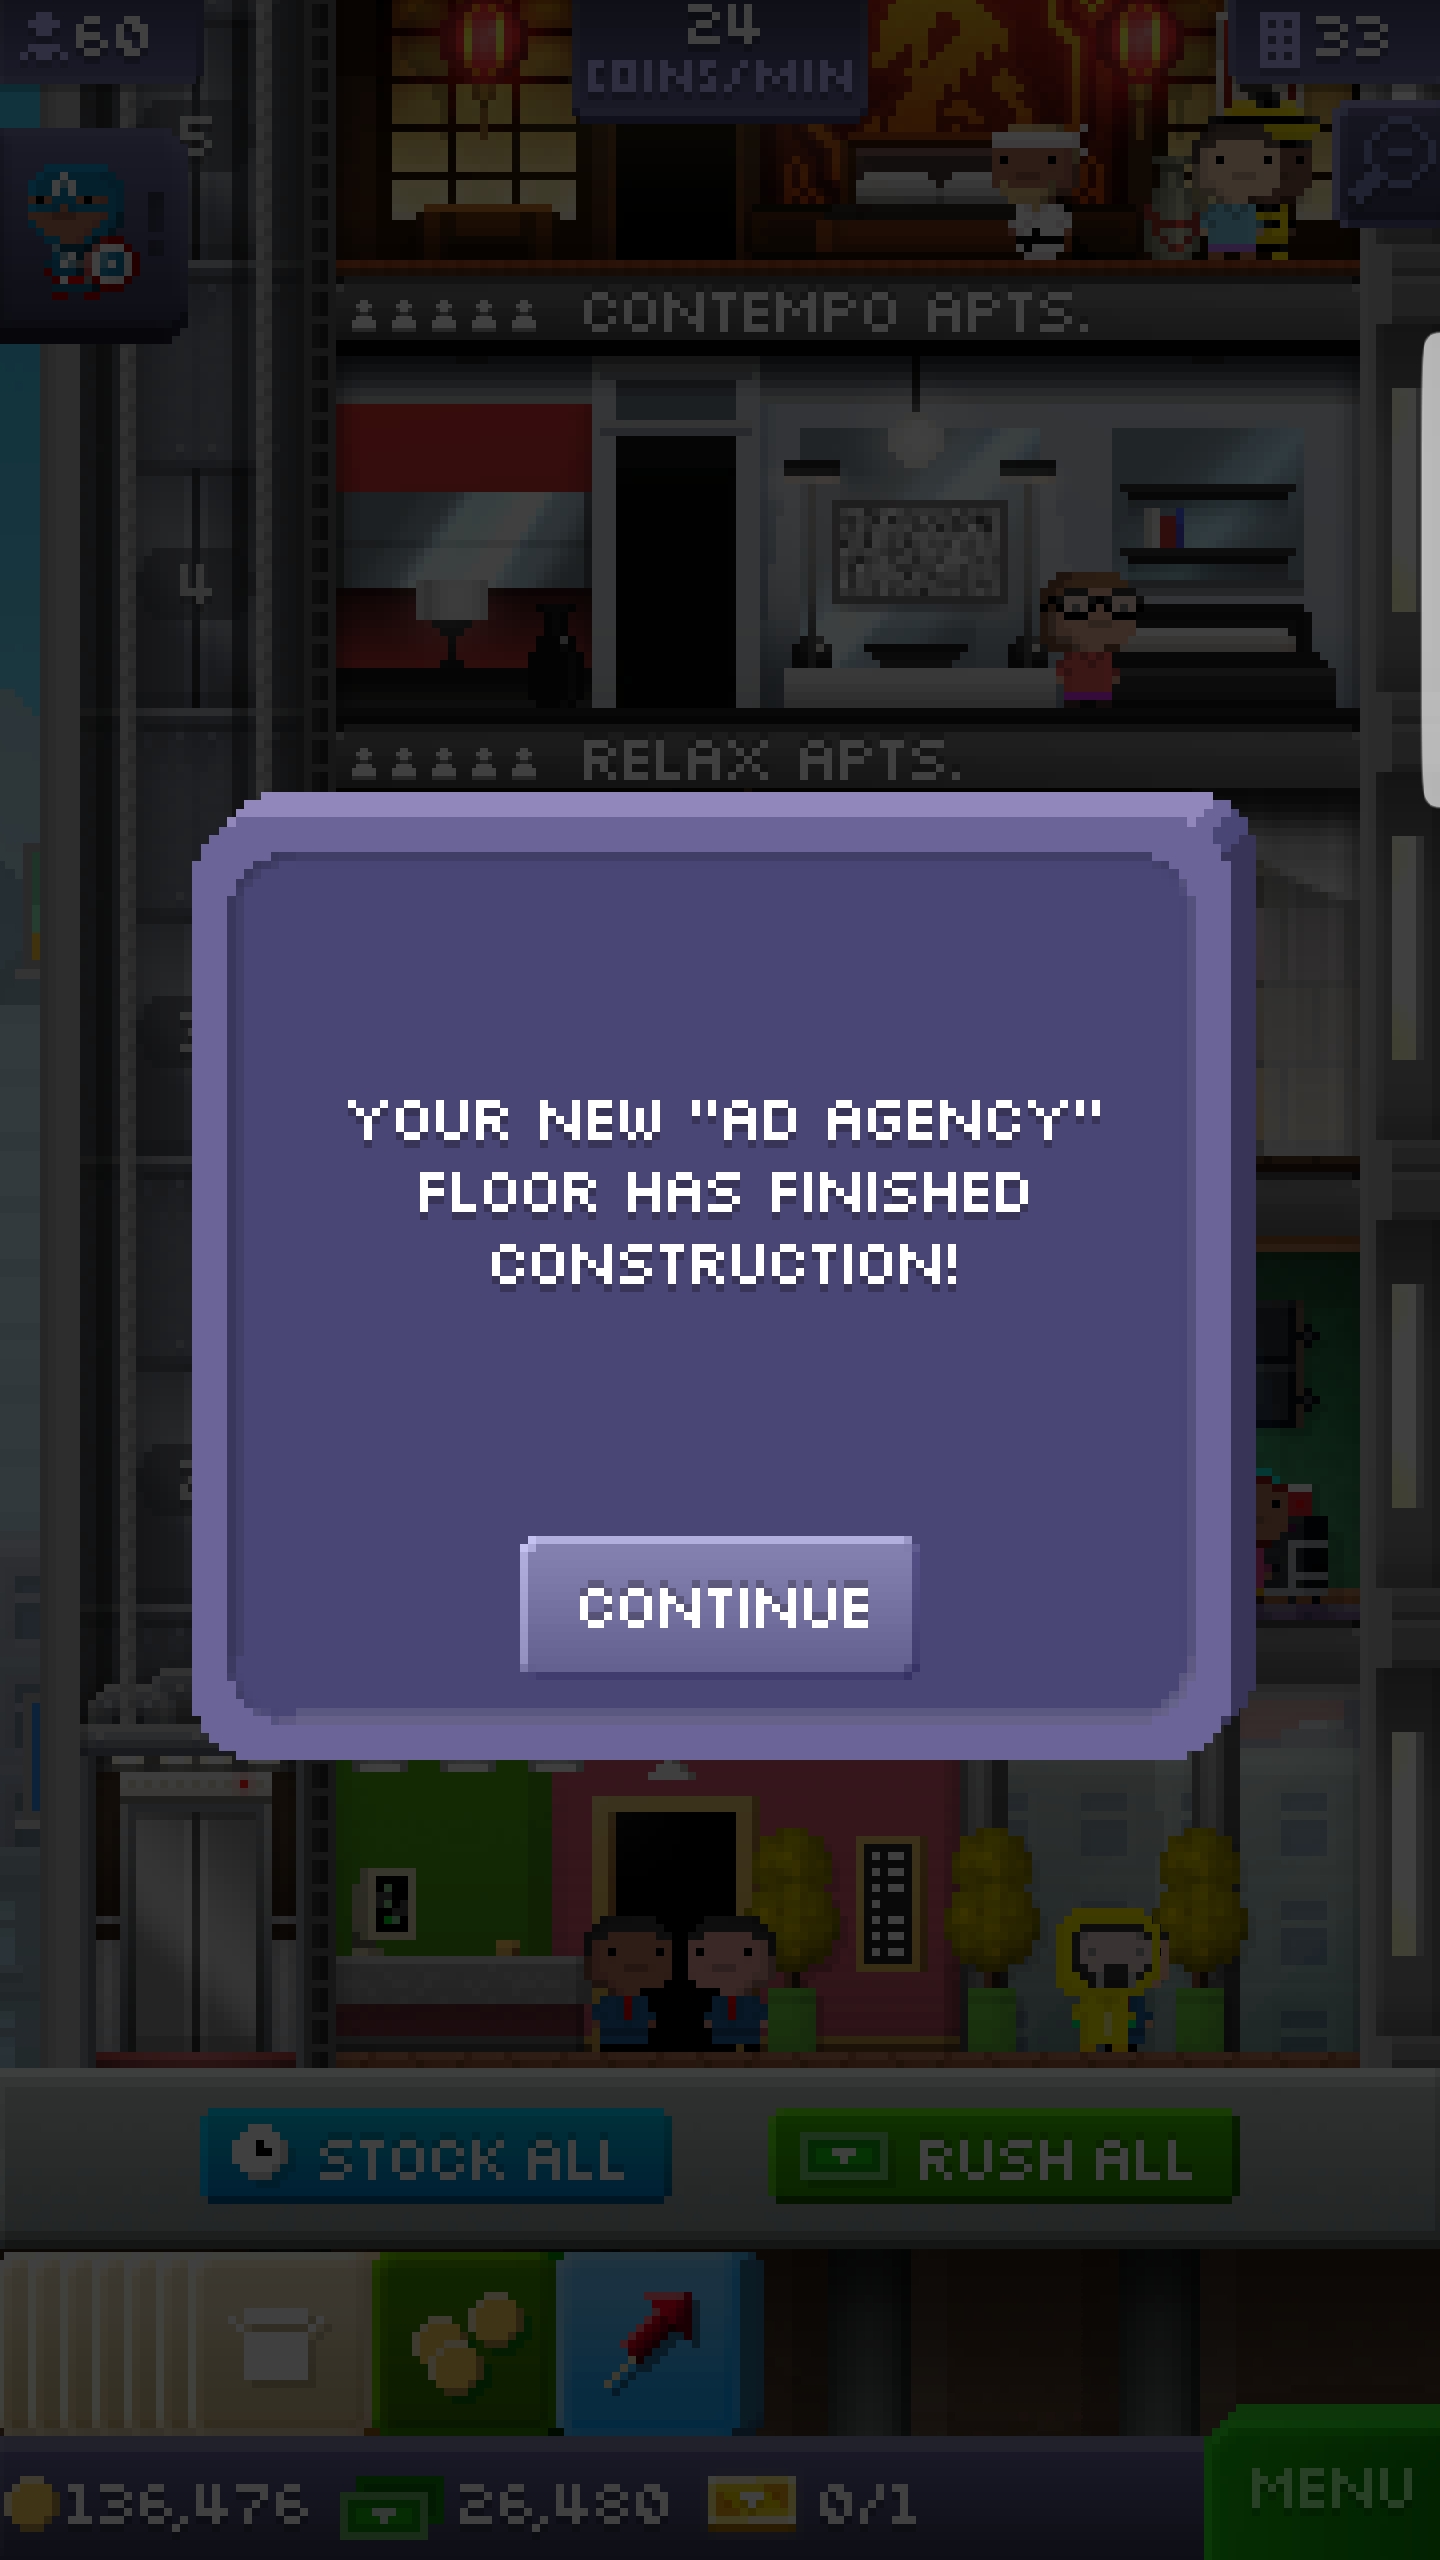 60
24
COINS/MIN
33
5
CONTEMPO APTS.
4
RELAX APTS.
YOUR NEW "AD AGENCY"
FLOOR HAS FINISHED
CONSTRUCTION!
CONTINUE
STOCK ALL
RUSH ALL
136,476
26,480
0/1
MENU